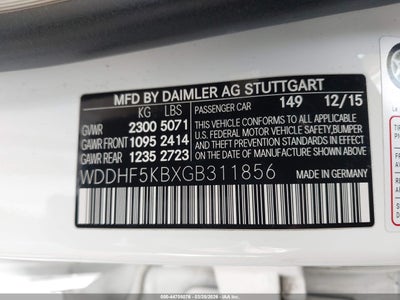 MFD BY DAIMLER AG STUTTGART
KG LBS
PASSENGER CAR 149 12/15
GVWR 2300 5071
GAWR FRONT 1095 2414
GAWR REAR 1235 2723
THIS VEHICLE CONFORMS TO ALL APPLICABLE
U.S. FEDERAL MOTOR VEHICLE SAFETY, BUMPER
AND THEFT PREVENTION STANDARDS IN EFFECT
ON THE DATE OF MANUFACTURE SHOWN ABOVE.
WDDHF5KBXGB311856
MADE IN GERMANY